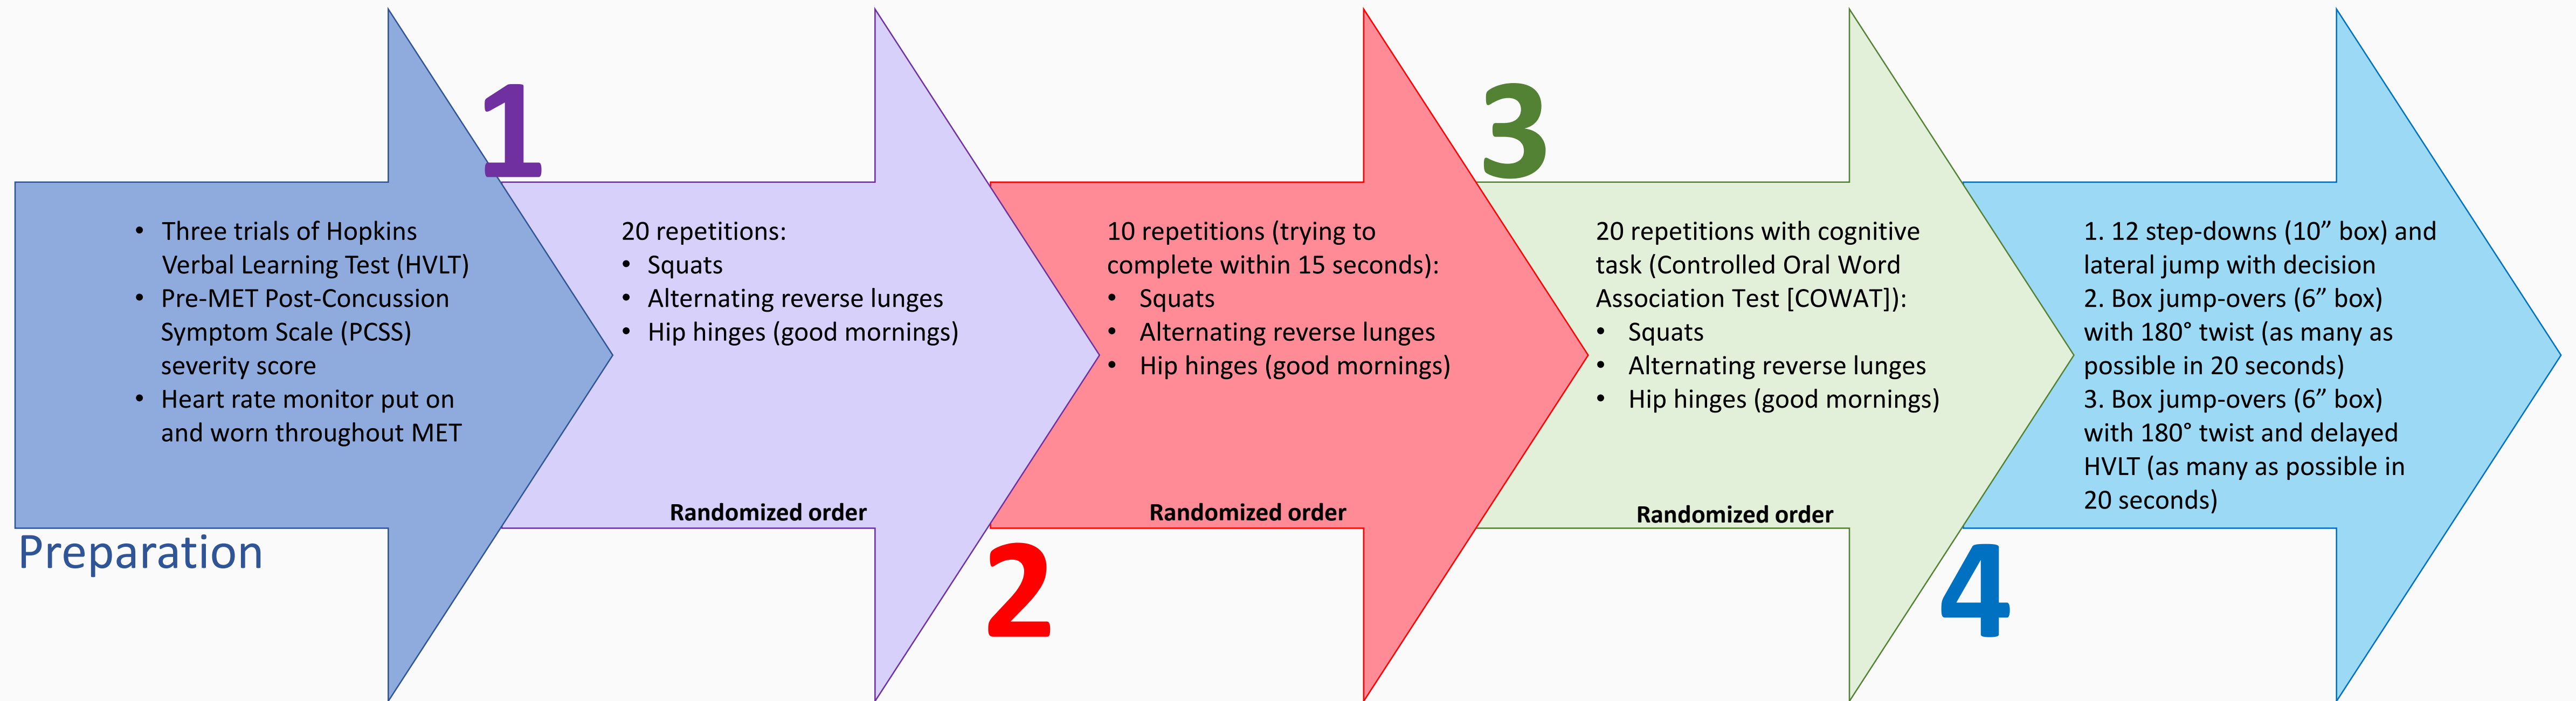 Preparation
• Three trials of Hopkins
Verbal Learning Test (HVLT)
• Pre-MET Post-Concussion
Symptom Scale (PCSS)
severity score
• Heart rate monitor put on
and worn throughout MET
1
20 repetitions:
• Squats
• Alternating reverse lunges
• Hip hinges (good mornings)
Randomized order
2
10 repetitions (trying to
complete within 15 seconds):
• Squats
• Alternating reverse lunges
• Hip hinges (good mornings)
Randomized order
3
20 repetitions with cognitive
task (Controlled Oral Word
Association Test [COWAT]):
• Squats
• Alternating reverse lunges
• Hip hinges (good mornings)
Randomized order
4
1. 12 step-downs (10” box) and
lateral jump with decision
2. Box jump-overs (6” box)
with 180° twist (as many as
possible in 20 seconds)
3. Box jump-overs (6” box)
with 180° twist and delayed
HVLT (as many as possible in
20 seconds)